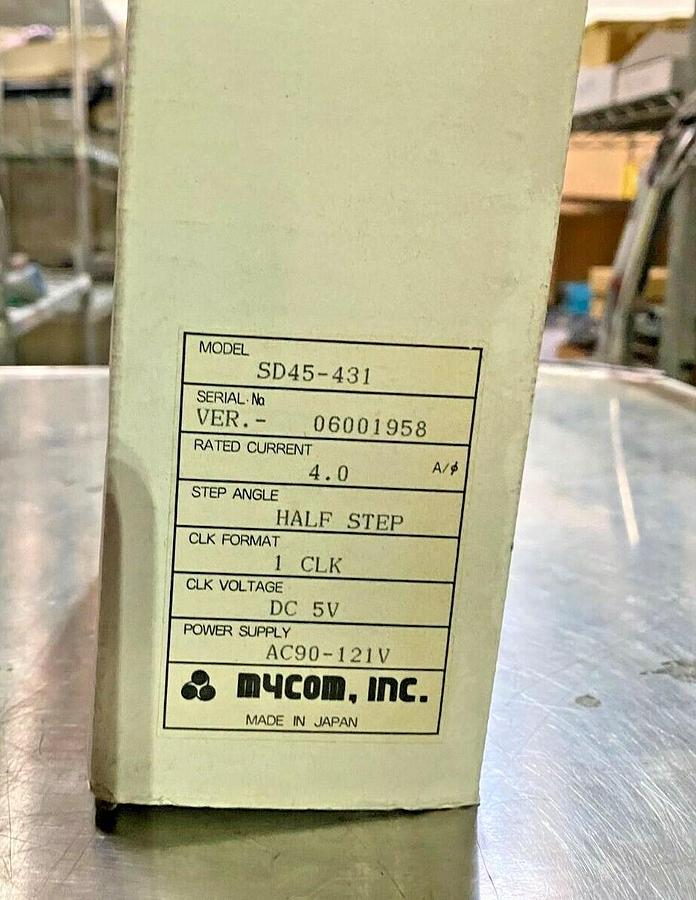 MODEL
SD45-431
SERIAL·No.
VER.- 06001958
RATED CURRENT
4.0 A/ϕ
STEP ANGLE
HALF STEP
CLK FORMAT
1 CLK
CLK VOLTAGE
DC 5V
POWER SUPPLY
AC90-121V
MYCOM, INC.
MADE IN JAPAN